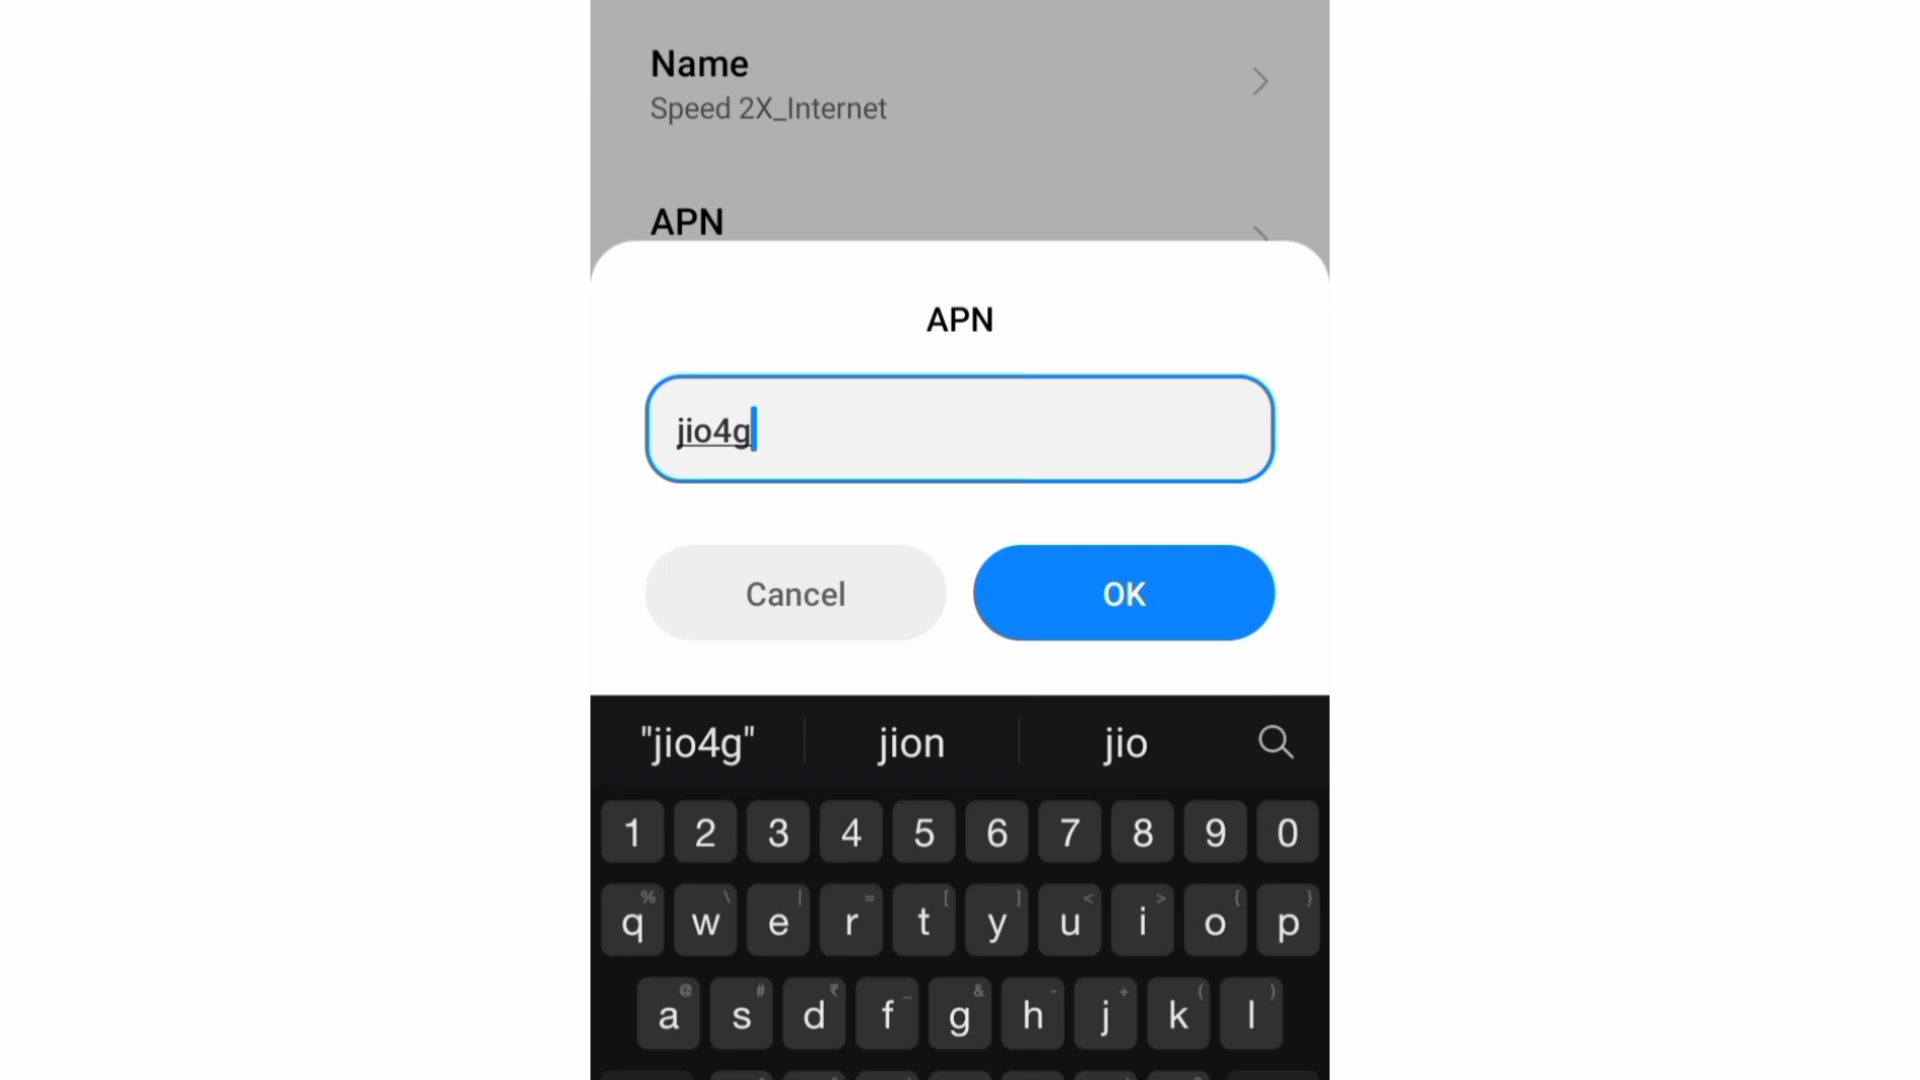 Name
Speed 2X_Internet
APN
APN
jio4g
Cancel OK
"jio4g" jion jio
1 2 3 4 5 6 7 8 9 0
% \ | = [ ] < > { }
q w e r t y u i o p
@ # ₹ _ & - + ( )
a s d f g h j k l